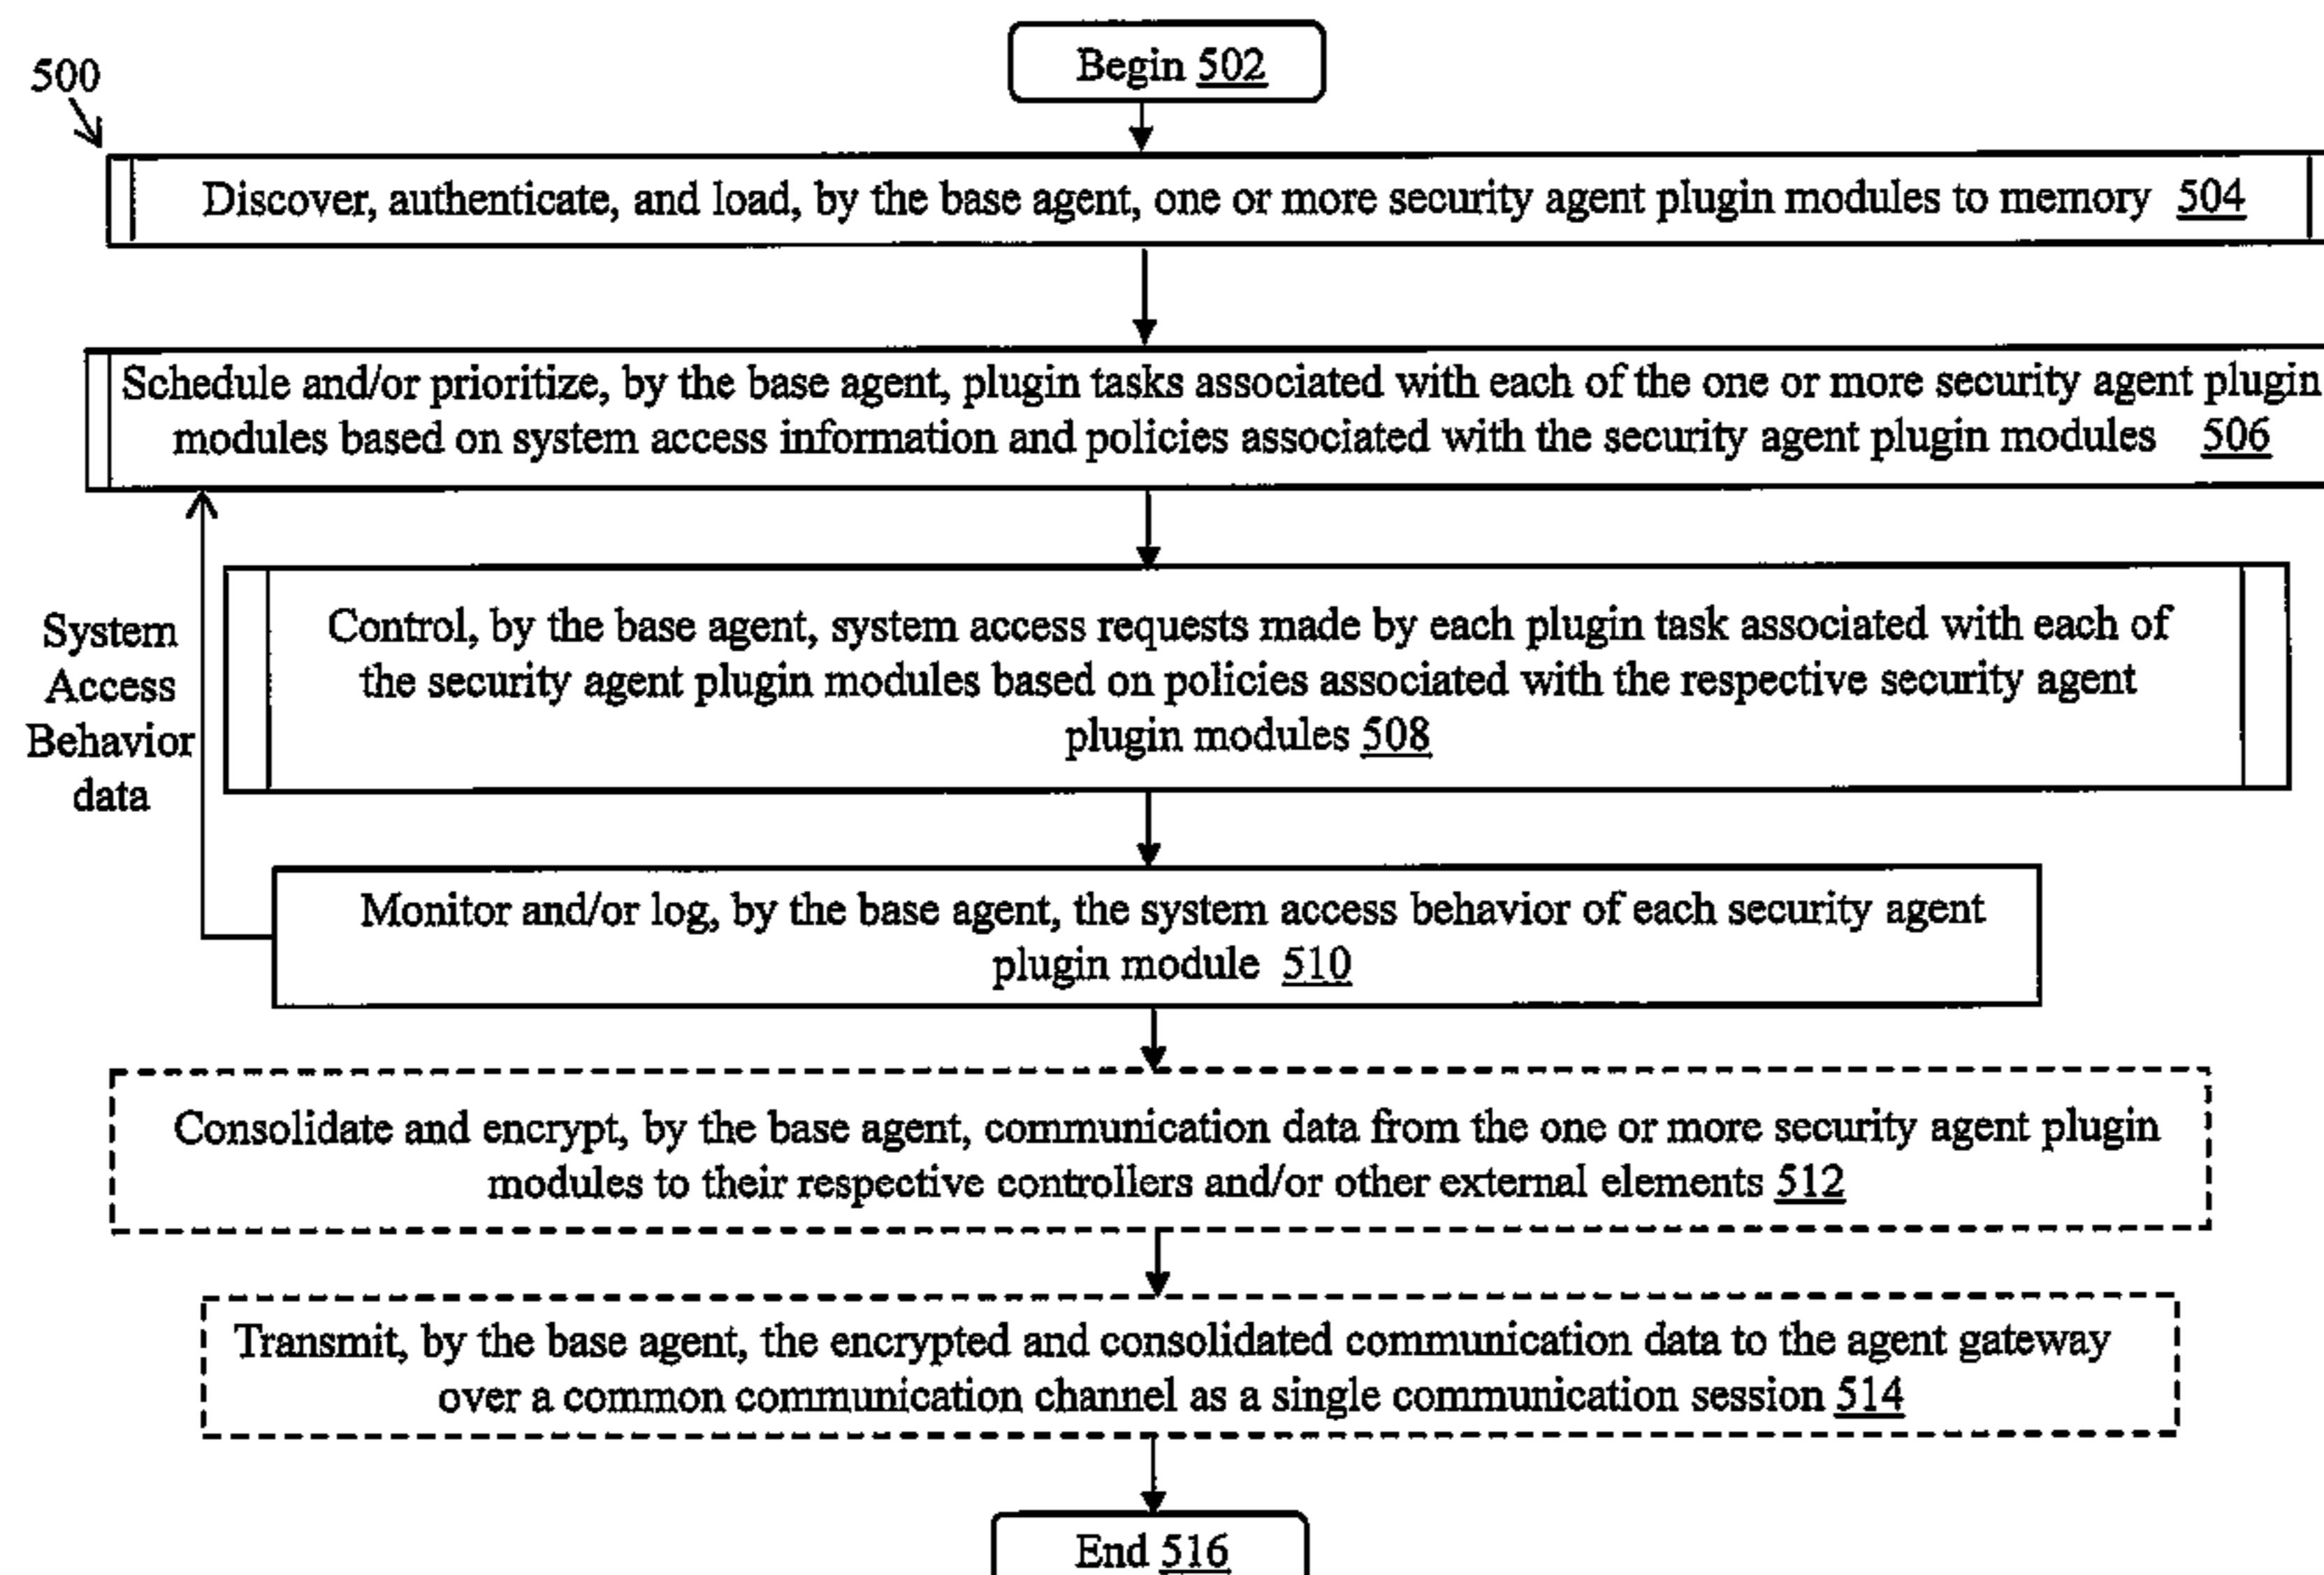 Begin 502
500
Discover, authenticate, and load, by the base agent, one or more security agent plugin modules to memory 504
Schedule and/or prioritize, by the base agent, plugin tasks associated with each of the one or more security agent plugin
modules based on system access information and policies associated with the security agent plugin modules 506
System
Access
Behavior
data
Control, by the base agent, system access requests made by each plugin task associated with each of
the security agent plugin modules based on policies associated with the respective security agent
plugin modules 508
Monitor and/or log, by the base agent, the system access behavior of each security agent
plugin module 510
Consolidate and encrypt, by the base agent, communication data from the one or more security agent plugin
modules to their respective controllers and/or other external elements 512
Transmit, by the base agent, the encrypted and consolidated communication data to the agent gateway
over a common communication channel as a single communication session 514
End 516